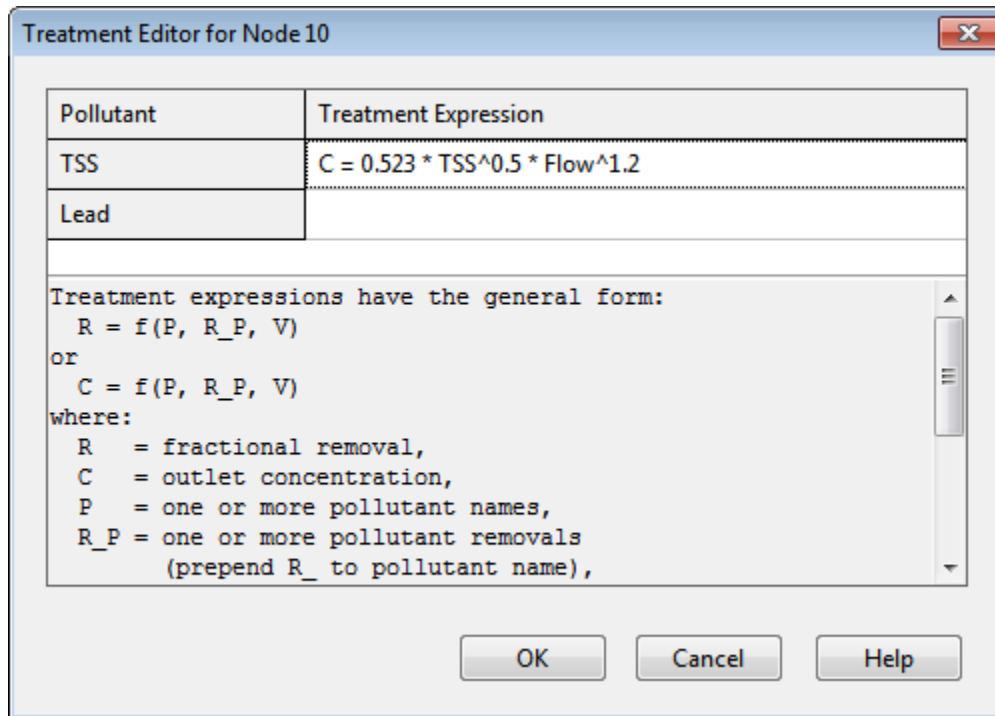 Treatment Editor for Node 10
Pollutant Treatment Expression
TSS C = 0.523 * TSS^0.5 * Flow^1.2
Lead
Treatment expressions have the general form:
  R = f(P, R_P, V)
or
  C = f(P, R_P, V)
where:
  R   = fractional removal,
  C   = outlet concentration,
  P   = one or more pollutant names,
  R_P = one or more pollutant removals
        (prepend R_ to pollutant name),
OK Cancel Help